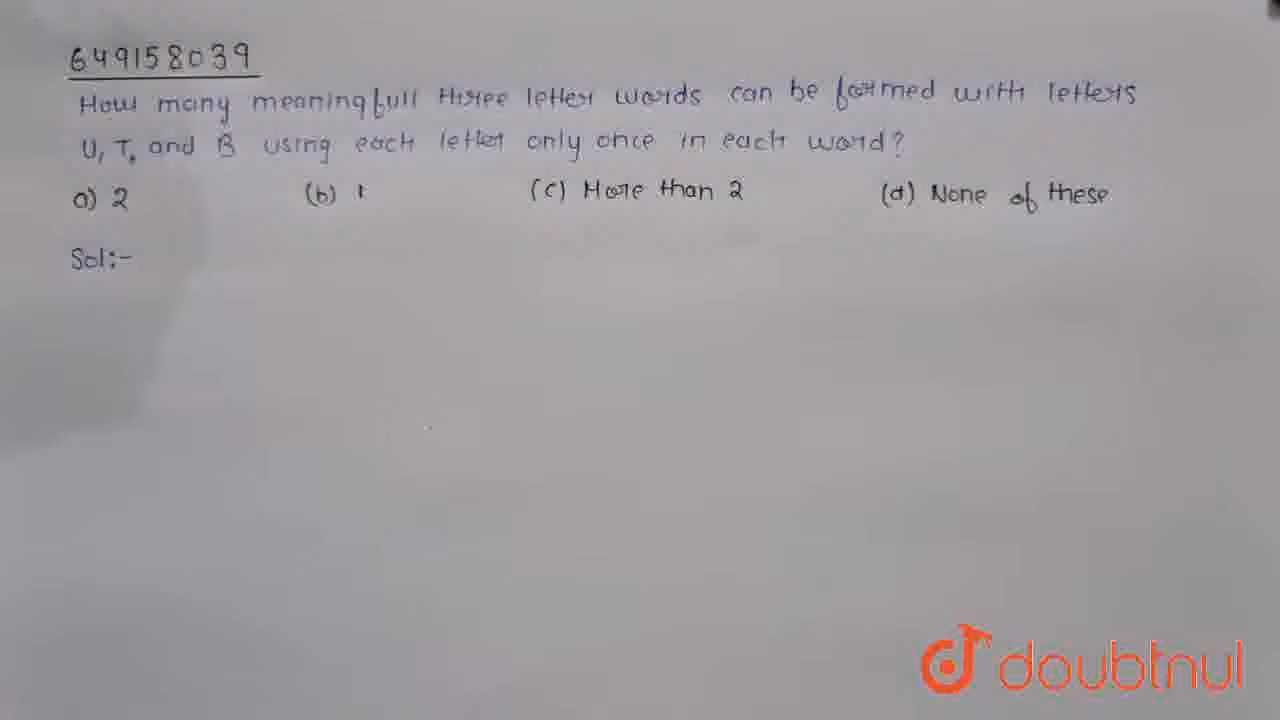 649158039
How many meaningfull three letter words can be formed with letters
U, T, and B using each letter only once in each word?
a) 2 (b) 1 (c) More than 2 (d) None of these
Sol:-
doubtnut